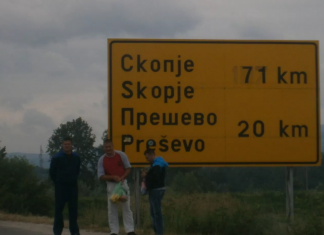 Скопје 71 km
Skopje
Прешево 20 km
Preševo